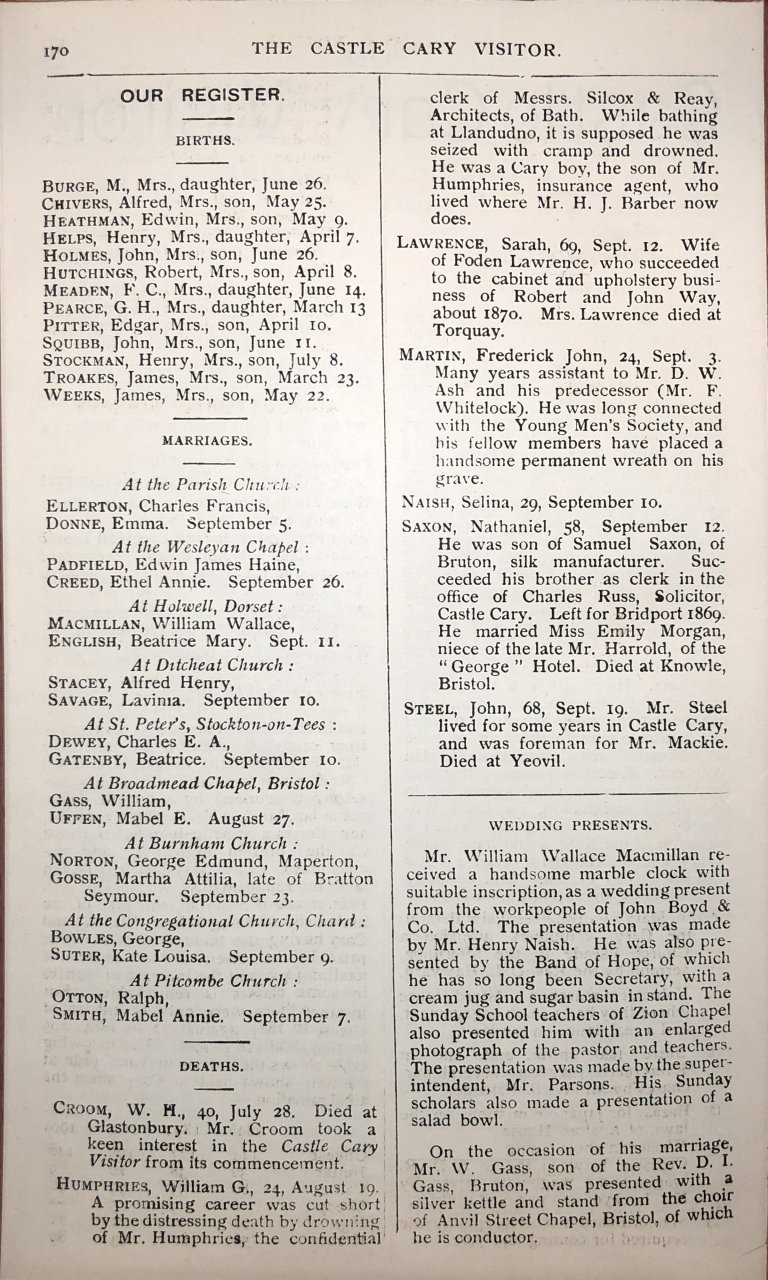 170
THE CASTLE CARY VISITOR.
OUR REGISTER.
BIRTHS.
BURGE, M., Mrs., daughter, June 26.
CHIVERS, Alfred, Mrs., son, May 25.
HEATHMAN, Edwin, Mrs., son, May 9.
HELPS, Henry, Mrs., daughter, April 7.
HOLMES, John, Mrs., son, June 26.
HUTCHINGS, Robert, Mrs., son, April 8.
MEADEN, F. C., Mrs., daughter, June 14.
PEARCE, G. H., Mrs., daughter, March 13
PITTER, Edgar, Mrs., son, April 10.
SQUIBB, John, Mrs., son, June 11.
STOCKMAN, Henry, Mrs., son, July 8.
TROAKES, James, Mrs., son, March 23.
WEEKS, James, Mrs., son, May 22.
MARRIAGES.
At the Parish Church :
ELLERTON, Charles Francis,
DONNE, Emma. September 5.
At the Wesleyan Chapel :
PADFIELD, Edwin James Haine,
CREED, Ethel Annie. September 26.
At Holwell, Dorset :
MACMILLAN, William Wallace,
ENGLISH, Beatrice Mary. Sept. 11.
At Ditcheat Church :
STACEY, Alfred Henry,
SAVAGE, Lavinia. September 10.
At St. Peter's, Stockton-on-Tees :
DEWEY, Charles E. A.,
GATENBY, Beatrice. September 10.
At Broadmead Chapel, Bristol :
GASS, William,
UFFEN, Mabel E. August 27.
At Burnham Church :
NORTON, George Edmund, Maperton,
GOSSE, Martha Attilia, late of Bratton
Seymour. September 23.
At the Congregational Church, Chard :
BOWLES, George,
SUTER, Kate Louisa. September 9.
At Pitcombe Church :
OTTON, Ralph,
SMITH, Mabel Annie. September 7.
DEATHS.
CROOM, W. H., 40, July 28. Died at
Glastonbury. Mr. Croom took a
keen interest in the Castle Cary
Visitor from its commencement.
HUMPHRIES, William G., 24, August 19.
A promising career was cut short
by the distressing death by drowning
of Mr. Humphries, the confidential
clerk of Messrs. Silcox & Reay,
Architects, of Bath. While bathing
at Llandudno, it is supposed he was
seized with cramp and drowned.
He was a Cary boy, the son of Mr.
Humphries, insurance agent, who
lived where Mr. H. J. Barber now
does.
LAWRENCE, Sarah, 69, Sept. 12. Wife
of Foden Lawrence, who succeeded
to the cabinet and upholstery busi-
ness of Robert and John Way,
about 1870. Mrs. Lawrence died at
Torquay.
MARTIN, Frederick John, 24, Sept. 3.
Many years assistant to Mr. D. W.
Ash and his predecessor (Mr. F.
Whitelock). He was long connected
with the Young Men's Society, and
his fellow members have placed a
handsome permanent wreath on his
grave.
NAISH, Selina, 29, September 10.
SAXON, Nathaniel, 58, September 12.
He was son of Samuel Saxon, of
Bruton, silk manufacturer. Suc-
ceeded his brother as clerk in the
office of Charles Russ, Solicitor,
Castle Cary. Left for Bridport 1869.
He married Miss Emily Morgan,
niece of the late Mr. Harrold, of the
" George " Hotel. Died at Knowle,
Bristol.
STEEL, John, 68, Sept. 19. Mr. Steel
lived for some years in Castle Cary,
and was foreman for Mr. Mackie.
Died at Yeovil.
WEDDING PRESENTS.
Mr. William Wallace Macmillan re-
ceived a handsome marble clock with
suitable inscription, as a wedding present
from the workpeople of John Boyd &
Co. Ltd. The presentation was made
by Mr. Henry Naish. He was also pre-
sented by the Band of Hope, of which
he has so long been Secretary, with a
cream jug and sugar basin in stand. The
Sunday School teachers of Zion Chapel
also presented him with an enlarged
photograph of the pastor and teachers.
The presentation was made by the super-
intendent, Mr. Parsons. His Sunday
scholars also made a presentation of a
salad bowl.
On the occasion of his marriage,
Mr. W. Gass, son of the Rev. D. I.
Gass, Bruton, was presented with a
silver kettle and stand from the choir
of Anvil Street Chapel, Bristol, of which
he is conductor.